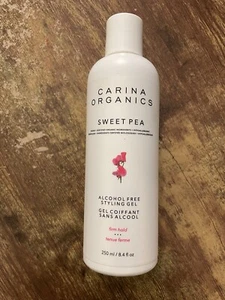 CARINA
ORGANICS
SWEET PEA
ALCOHOL FREE
STYLING GEL
GEL COIFFANT
SANS ALCOOL
firm hold
tenue ferme
250 ml / 8.4 fl oz